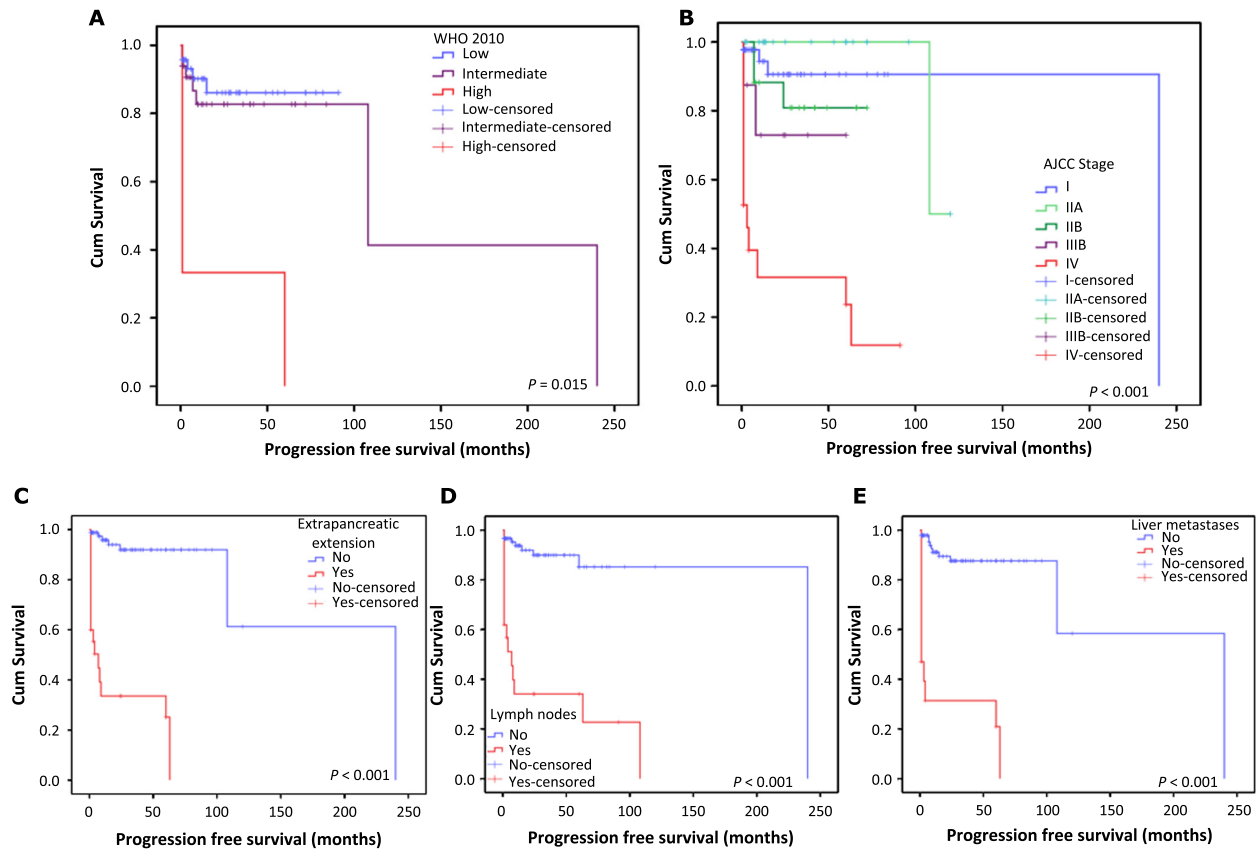 A
WHO 2010
Low
Intermediate
High
Low-censored
Intermediate-censored
High-censored
1.0
0.8
0.6
0.4
0.2
0.0
Cum Survival
P = 0.015
0 50 100 150 200 250
Progression free survival (months)
B
AJCC Stage
I
IIA
IIB
IIIB
IV
I-censored
IIA-censored
IIB-censored
IIIB-censored
IV-censored
1.0
0.8
0.6
0.4
0.2
0.0
Cum Survival
P < 0.001
0 50 100 150 200 250
Progression free survival (months)
C
Extrapancreatic
extension
No
Yes
No-censored
Yes-censored
1.0
0.8
0.6
0.4
0.2
0.0
Cum Survival
P < 0.001
0 50 100 150 200 250
Progression free survival (months)
D
1.0
0.8
0.6
0.4
0.2
0.0
Cum Survival
Lymph nodes
No
Yes
No-censored
Yes-censored
P < 0.001
0 50 100 150 200 250
Progression free survival (months)
E
Liver metastases
No
Yes
No-censored
Yes-censored
1.0
0.8
0.6
0.4
0.2
0.0
Cum Survival
P < 0.001
0 50 100 150 200 250
Progression free survival (months)